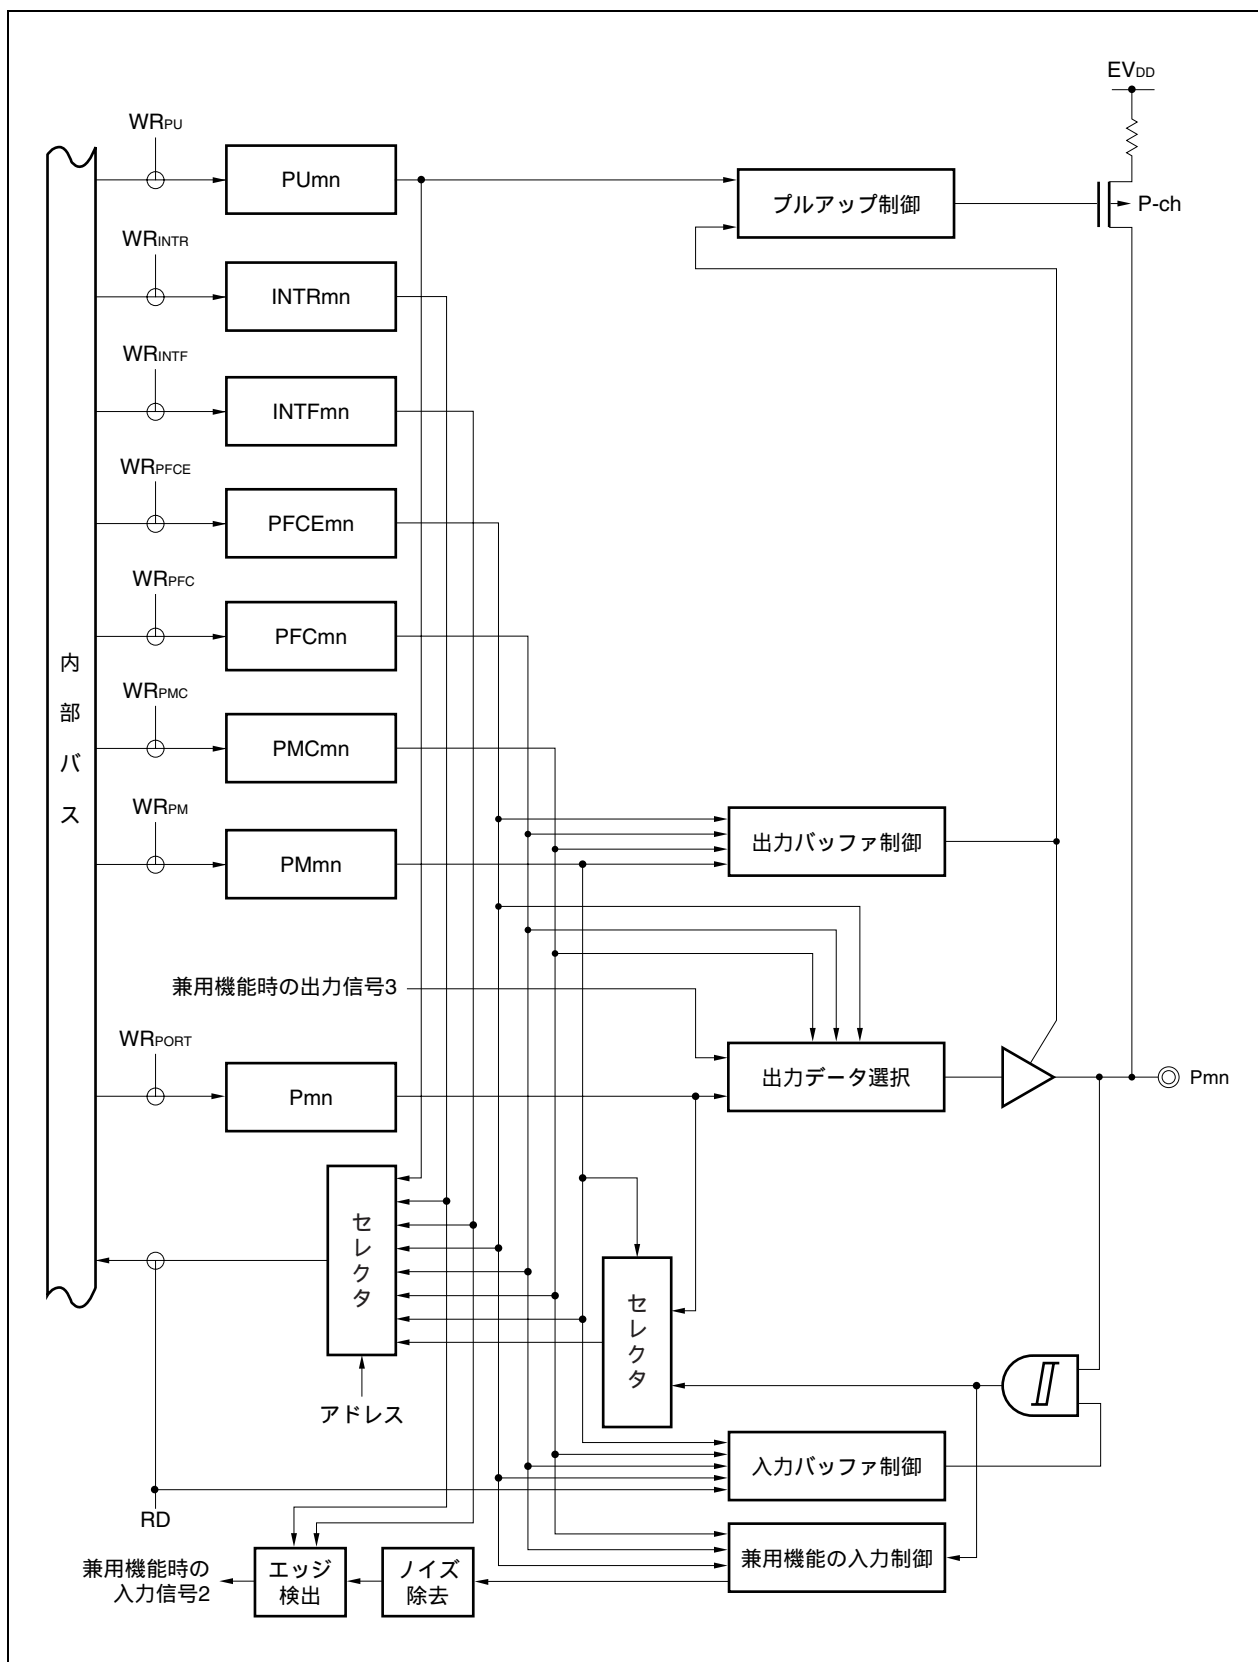 EVDD
WRPU
PUmn
プルアップ制御
P-ch
WRINTR
INTRmn
WRINTF
INTFmn
WRPFCE
PFCEmn
WRPFC
PFCmn
内部バス
WRPMC
PMCmn
WRPM
PMmn
出力バッファ制御
兼用機能時の出力信号3
WRPORT
Pmn
出力データ選択
Pmn
セレクタ
セレクタ
アドレス
入力バッファ制御
RD
兼用機能の入力制御
兼用機能時の
入力信号2
エッジ
検出
ノイズ
除去